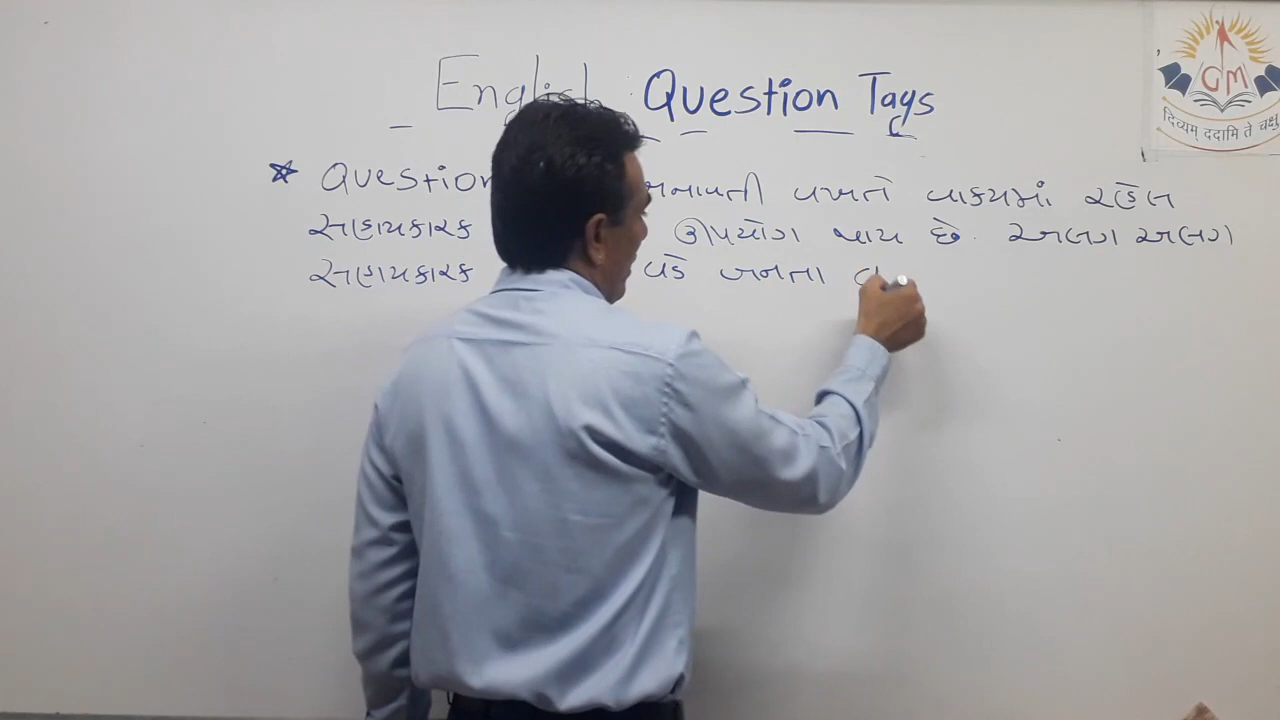 English Question Tags
GM
दिव्यम् ददामि ते चक्षु
* Question બનાવતી વખતે વાક્યમાં રહેલ
સહાયકારક ઉપયોગ થાય છે. અલગ અલગ
સહાયકારક વડે બનતા